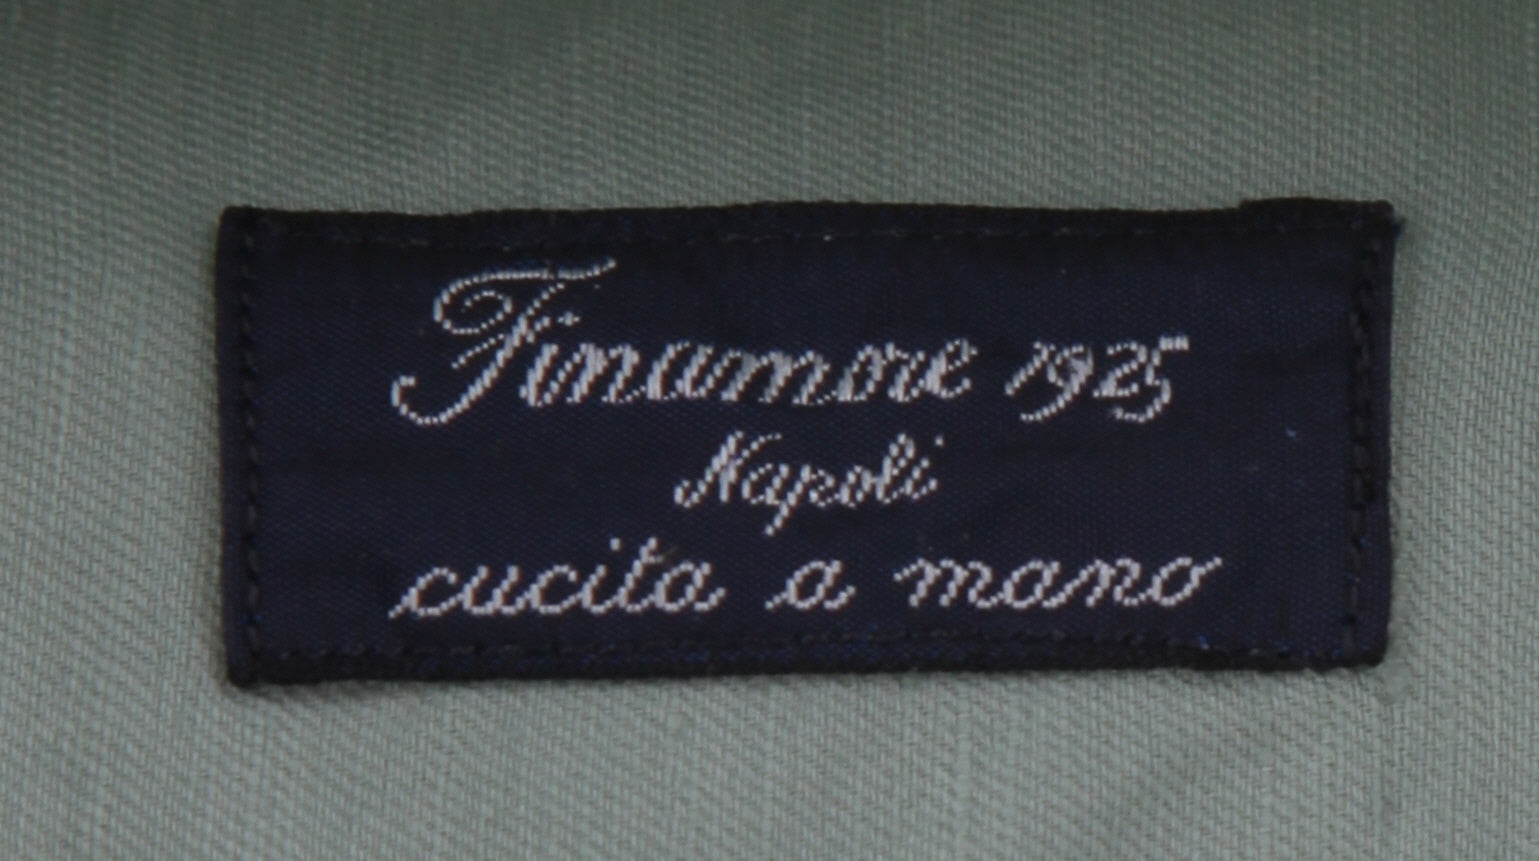 Finamore 1925
Napoli
cucita a mano